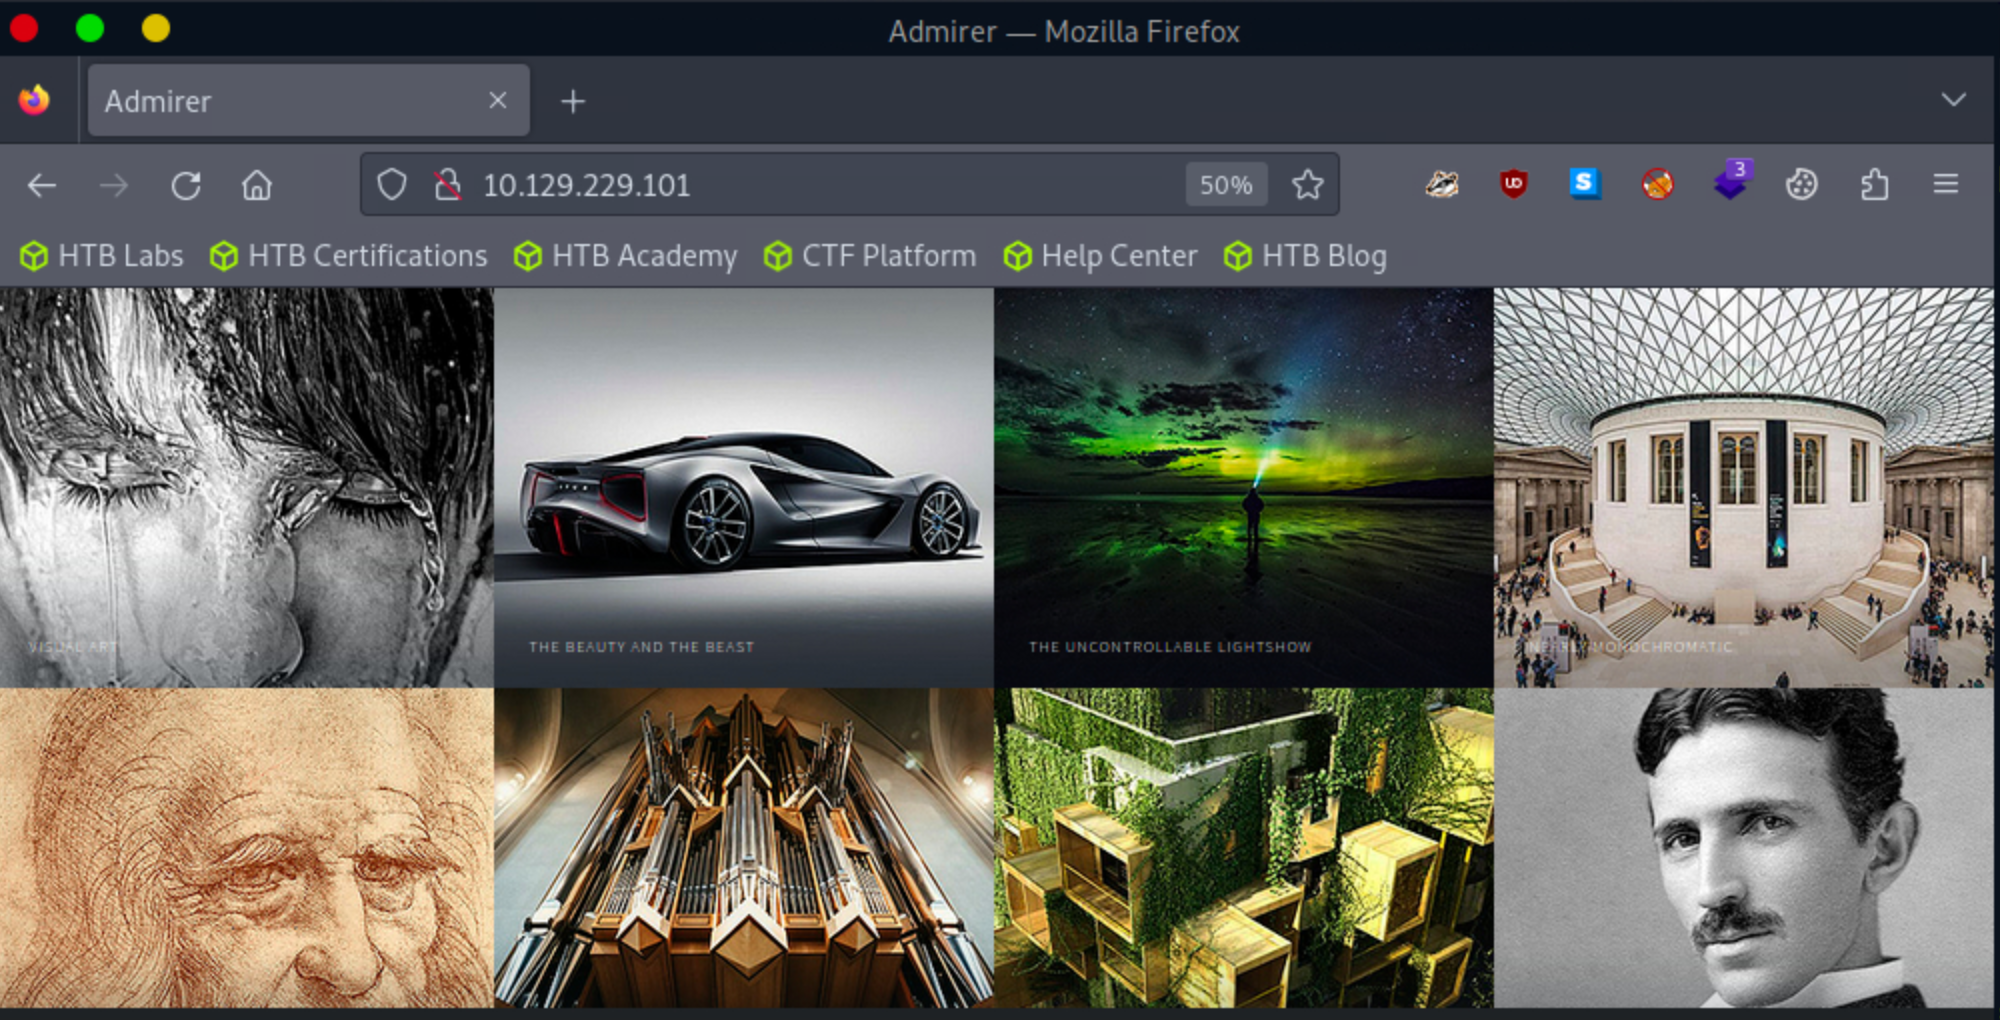 Admirer — Mozilla Firefox
Admirer
10.129.229.101
50%
3
HTB Labs HTB Certifications HTB Academy CTF Platform Help Center HTB Blog
VISUAL ART
THE BEAUTY AND THE BEAST
THE UNCONTROLLABLE LIGHTSHOW
NEARLY MONOCHROMATIC